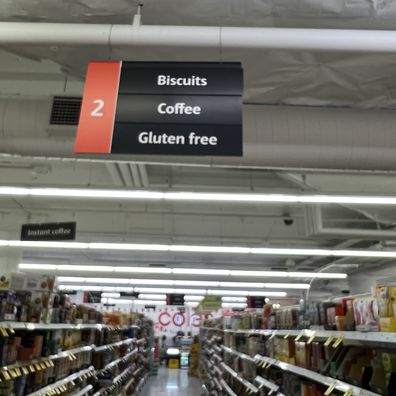 2
Biscuits
Coffee
Gluten free
Instant coffee